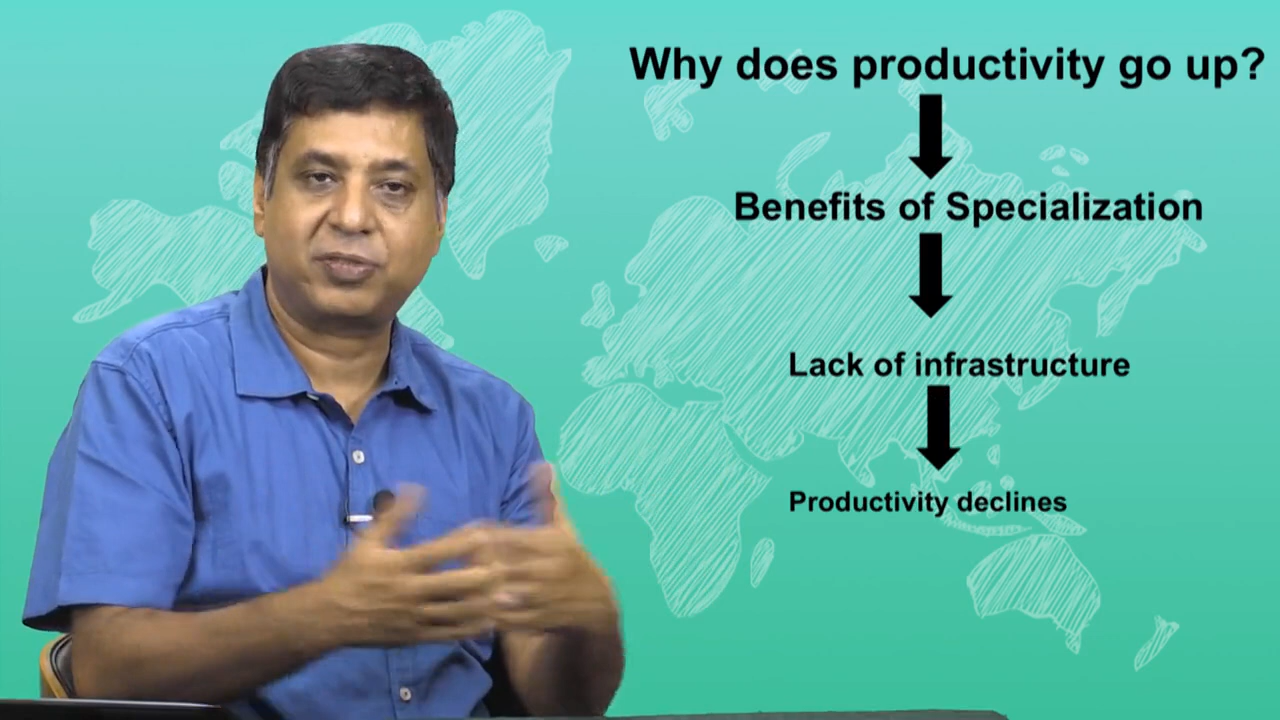 Why does productivity go up?
Benefits of Specialization
Lack of infrastructure
Productivity declines